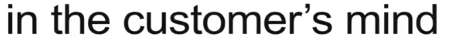 in the customer’s mind